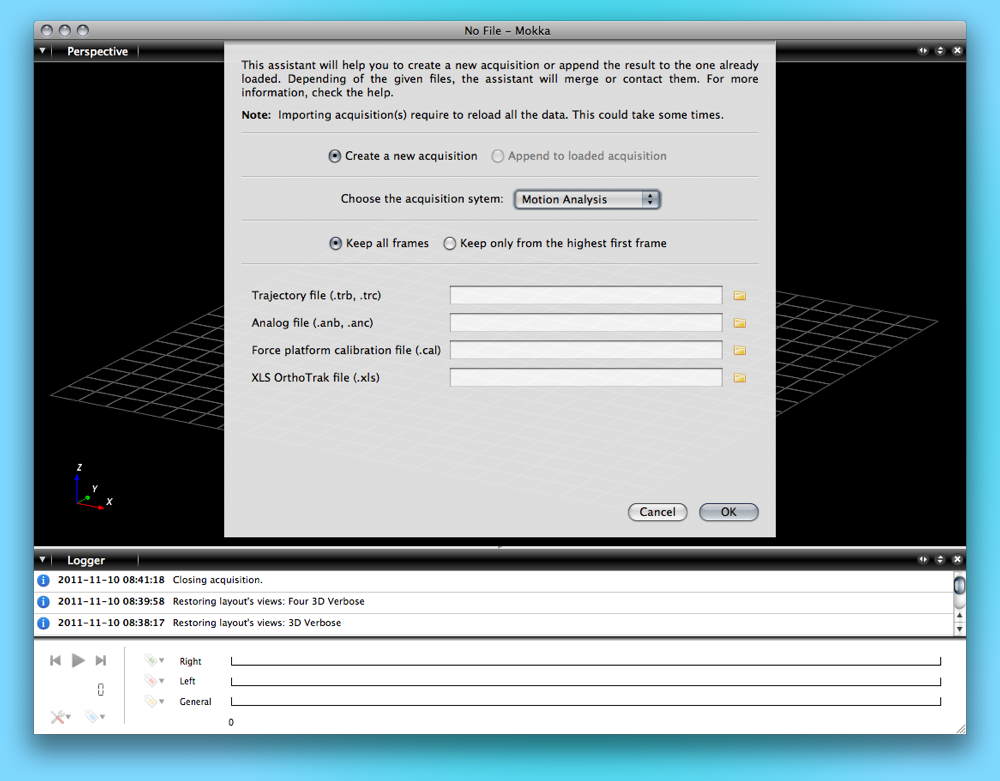 No File – Mokka
Perspective
This assistant will help you to create a new acquisition or append the result to the one already
loaded. Depending of the given files, the assistant will merge or contact them. For more
information, check the help.
Note: Importing acquisition(s) require to reload all the data. This could take some times.
Create a new acquisition Append to loaded acquisition
Choose the acquisition sytem: Motion Analysis
Keep all frames Keep only from the highest first frame
Trajectory file (.trb, .trc)
Analog file (.anb, .anc)
Force platform calibration file (.cal)
XLS OrthoTrak file (.xls)
Z
Y
X
Cancel OK
Logger
2011-11-10 08:41:18 Closing acquisition.
2011-11-10 08:39:58 Restoring layout's views: Four 3D Verbose
2011-11-10 08:38:17 Restoring layout's views: 3D Verbose
Right
Left
0
General
0